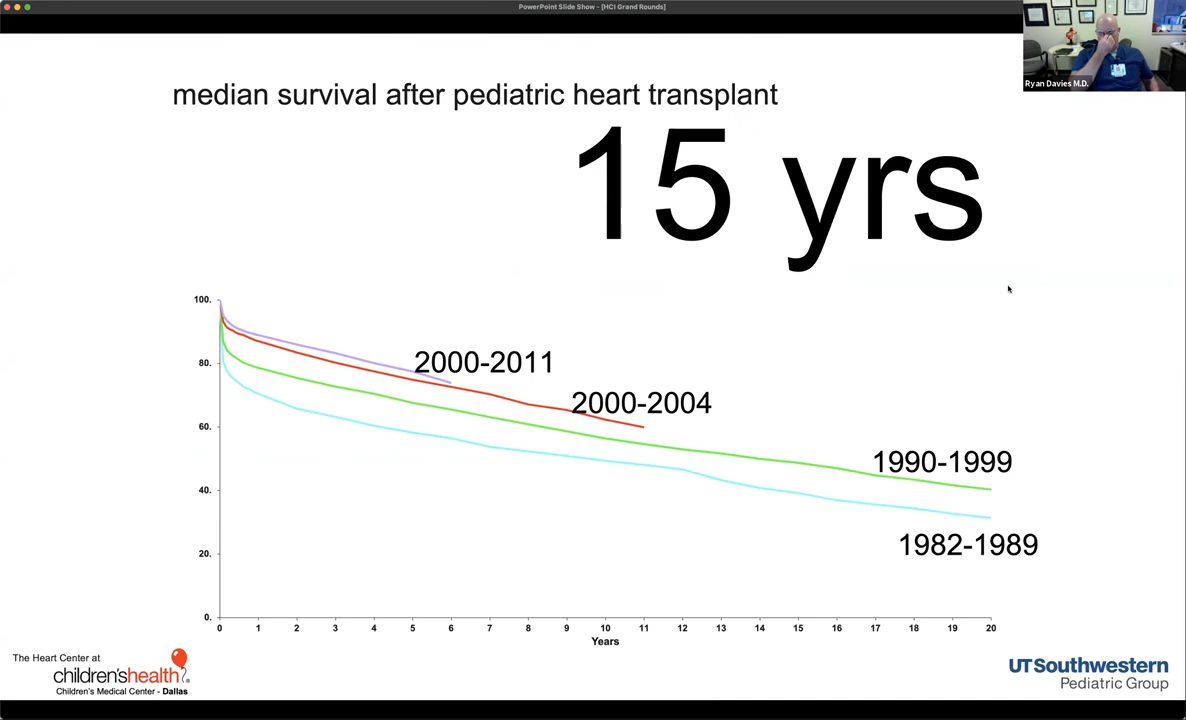 PowerPoint Slide Show - [HCI Grand Rounds]
Ryan Davies M.D.
median survival after pediatric heart transplant
15 yrs
100.
80.
60.
40.
20.
0.
2000-2011
2000-2004
1990-1999
1982-1989
0 1 2 3 4 5 6 7 8 9 10 11 12 13 14 15 16 17 18 19 20
Years
The Heart Center at
children'shealth
Children's Medical Center - Dallas
UTSouthwestern
Pediatric Group